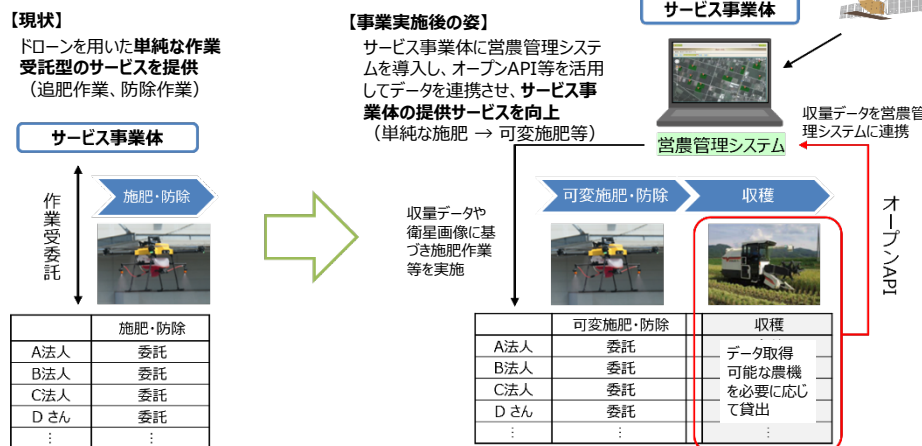 【現状】
ドローンを用いた単純な作業
受託型のサービスを提供
（追肥作業、防除作業）
サービス事業体
作業受委託
施肥・防除
施肥・防除
A法人 委託
B法人 委託
C法人 委託
D さん 委託
⋮ ⋮
【事業実施後の姿】
サービス事業体に営農管理システ
ムを導入し、オープンAPI等を活用
してデータを連携させ、サービス事
業体の提供サービスを向上
（単純な施肥 → 可変施肥等）
サービス事業体
営農管理システム
収量データを営農管
理システムに連携
収量データや
衛星画像に基
づき施肥作業
等を実施
可変施肥・防除
収穫
オープンAPI
可変施肥・防除 収穫
A法人 委託
B法人 委託
C法人 委託
D さん 委託
⋮ ⋮ ⋮
データ取得
可能な農機
を必要に応じ
て貸出